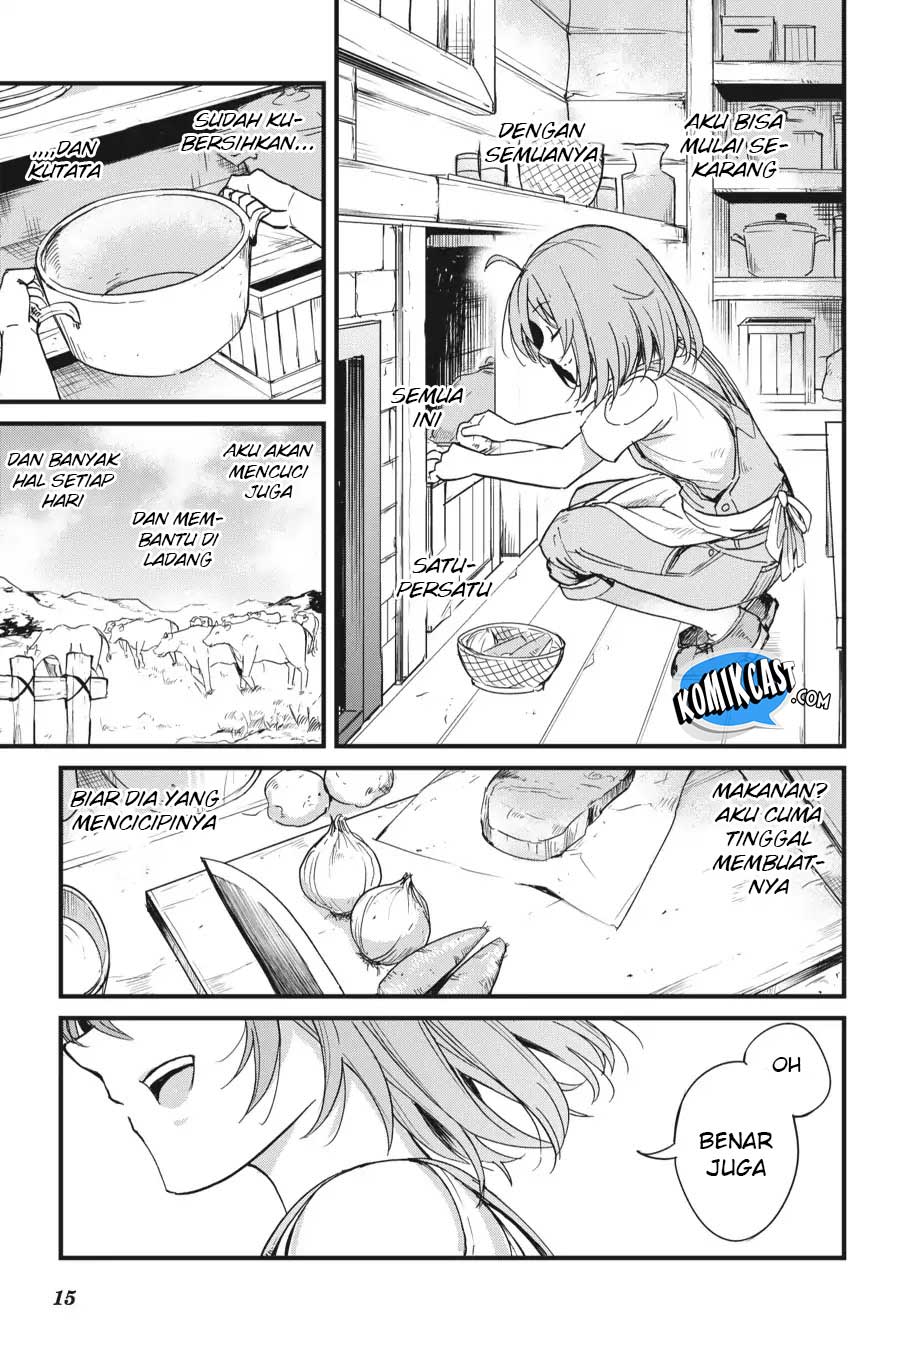 AKU BISA
MULAI SE-
KARANG
DENGAN
SEMUANYA
SEMUA
INI
SATU-
PERSATU
SUDAH KU-
BERSIHKAN...
,,,,DAN
KUTATA
AKU AKAN
MENCUCI
JUGA
DAN MEM-
BANTU DI
LADANG
DAN BANYAK
HAL SETIAP
HARI
KOMIKCAST
.COM
MAKANAN?
AKU CUMA
TINGGAL
MEMBUAT-
NYA
BIAR DIA YANG
MENCICIPINYA
OH
BENAR
JUGA
15